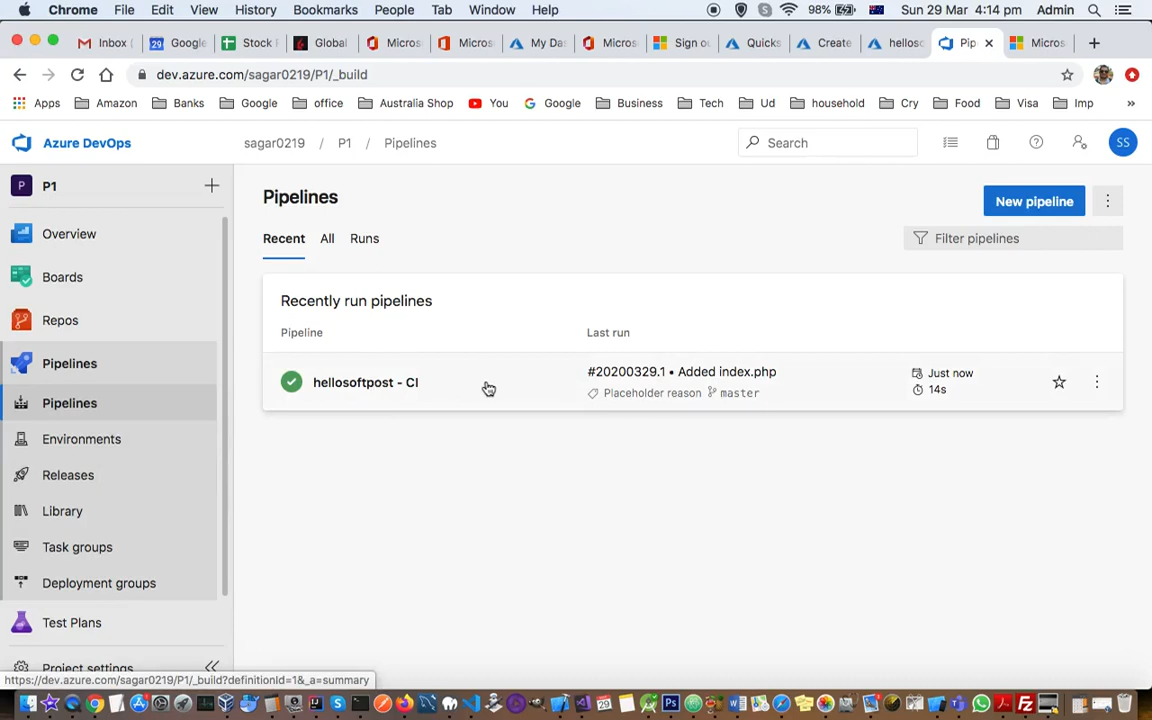 Chrome File Edit View History Bookmarks People Tab Window Help 98% Sun 29 Mar 4:14 pm Admin
Inbox ( 29 Google Stock Global Micros Micros My Da Micros Sign o Quicks Create hellos Pip Micros
dev.azure.com/sagar0219/P1/_build
Apps Amazon Banks Google office Australia Shop You Google Business Tech Ud household Cry Food Visa Imp »
Azure DevOps sagar0219 / P1 / Pipelines Search SS
P P1
Overview
Boards
Repos
Pipelines
Pipelines
Environments
Releases
Library
Task groups
Deployment groups
Test Plans
Project settings
Pipelines
New pipeline
Recent All Runs
Filter pipelines
Recently run pipelines
Pipeline Last run
hellosoftpost - CI
#20200329.1 • Added index.php
Placeholder reason master
Just now
14s
https://dev.azure.com/sagar0219/P1/_build?definitionId=1&_a=summary